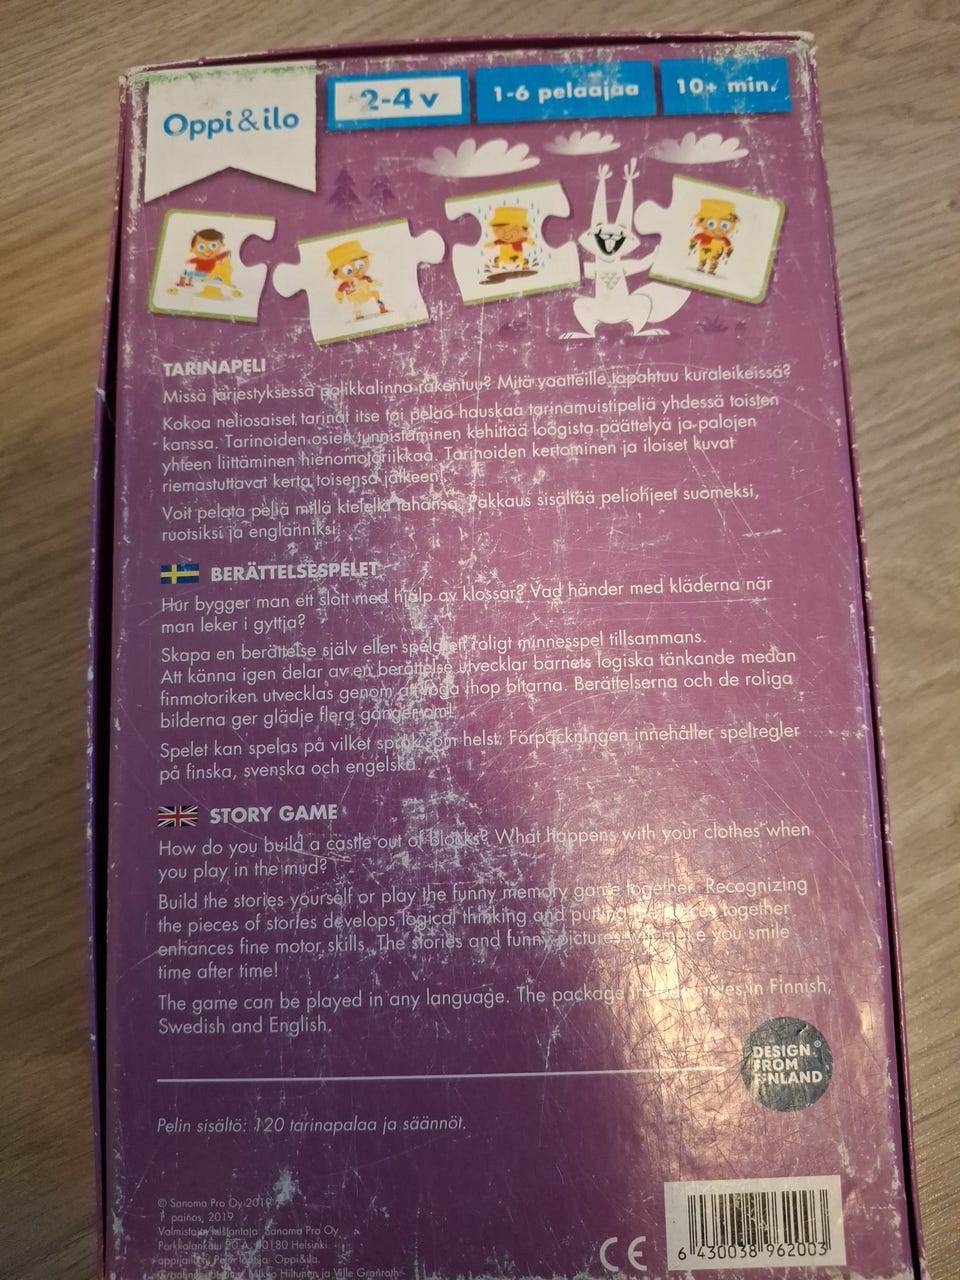 Oppi&ilo
2-4 v
1-6 pelaajaa
10+ min.
TARINAPELI
Missä järjestyksessä palikkalinna rakentuu? Mitä vaatteille tapahtuu kuraleikeissä?
Kokoa neliosaiset tarinat itse tai pelaa hauskaa tarinamuistipeliä yhdessä toisten
kanssa. Tarinoiden osien tunnistaminen kehittää loogista päättelyä ja palojen
yhteen liittäminen hienomotoriikkaa. Tarinoiden kertominen ja iloiset kuvat
riemastuttavat kerta toisensa jälkeen!
Voit pelata peliä millä kielellä tahansa. Pakkaus sisältää peliohjeet suomeksi,
ruotsiksi ja englanniksi.
BERÄTTELSESPELET
Hur bygger man ett slott med hjälp av klossar? Vad händer med kläderna när
man leker i gyttja?
Skapa en berättelse själv eller spela ett roligt minnesspel tillsammans.
Att känna igen delar av en berättelse utvecklar barnets logiska tänkande medan
finmotoriken utvecklas genom att foga ihop bitarna. Berättelserna och de roliga
bilderna ger glädje flera gånger om!
Spelet kan spelas på vilket språk som helst. Förpackningen innehåller spelregler
på finska, svenska och engelska.
STORY GAME
How do you build a castle out of blocks? What happens with your clothes when
you play in the mud?
Build the stories yourself or play the funny memory game together. Recognizing
the pieces of stories develops logical thinking and putting the pieces together
enhances fine motor skills. The stories and funny pictures will make you smile
time after time!
The game can be played in any language. The package includes rules in Finnish,
Swedish and English.
DESIGN
FROM
FINLAND
Pelin sisältö: 120 tarinapalaa ja säännöt.
© Sanoma Pro Oy 2019
1. painos, 2019
Valmistaja/kustantaja: Sanoma Pro Oy
Porkkalankatu 20 A, 00180 Helsinki
oppijailo.fi Oppi&ilo.
Mikko Hiltunen ja Ville Granrath
CE
6 430038 962003